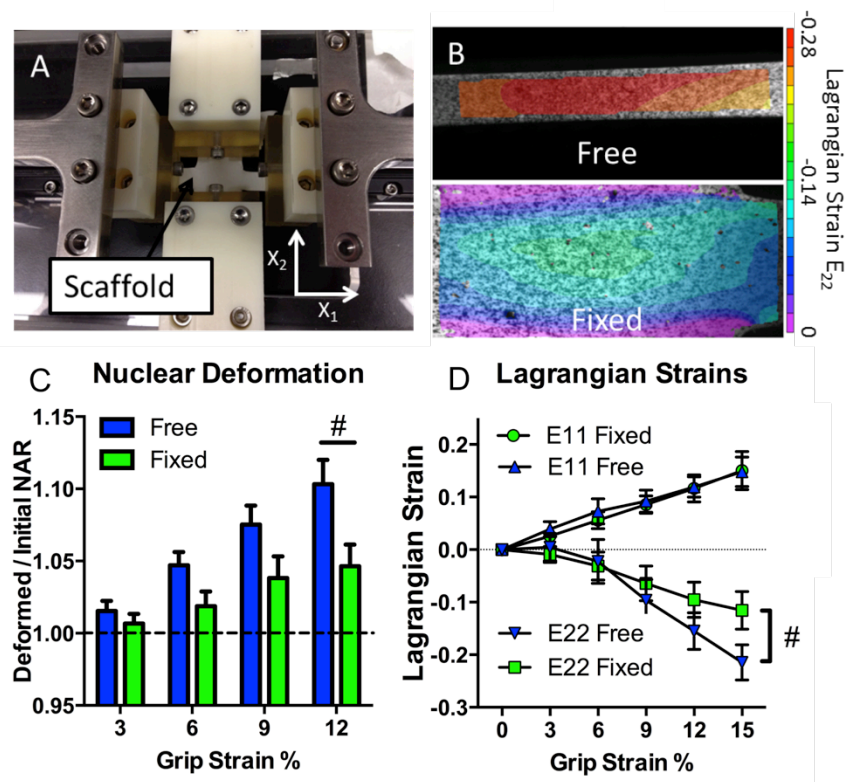 A
Scaffold
X2
X1
B
Free
Fixed
-0.28
-0.14
0
Lagrangian Strain E22
C Nuclear Deformation
Free
Fixed
#
Deformed / Initial NAR
1.15
1.10
1.05
1.00
0.95
3 6 9 12
Grip Strain %
D Lagrangian Strains
E11 Fixed
E11 Free
E22 Free
E22 Fixed
#
Lagrangian Strain
0.2
0.1
0.0
-0.1
-0.2
-0.3
0 3 6 9 12 15
Grip Strain %